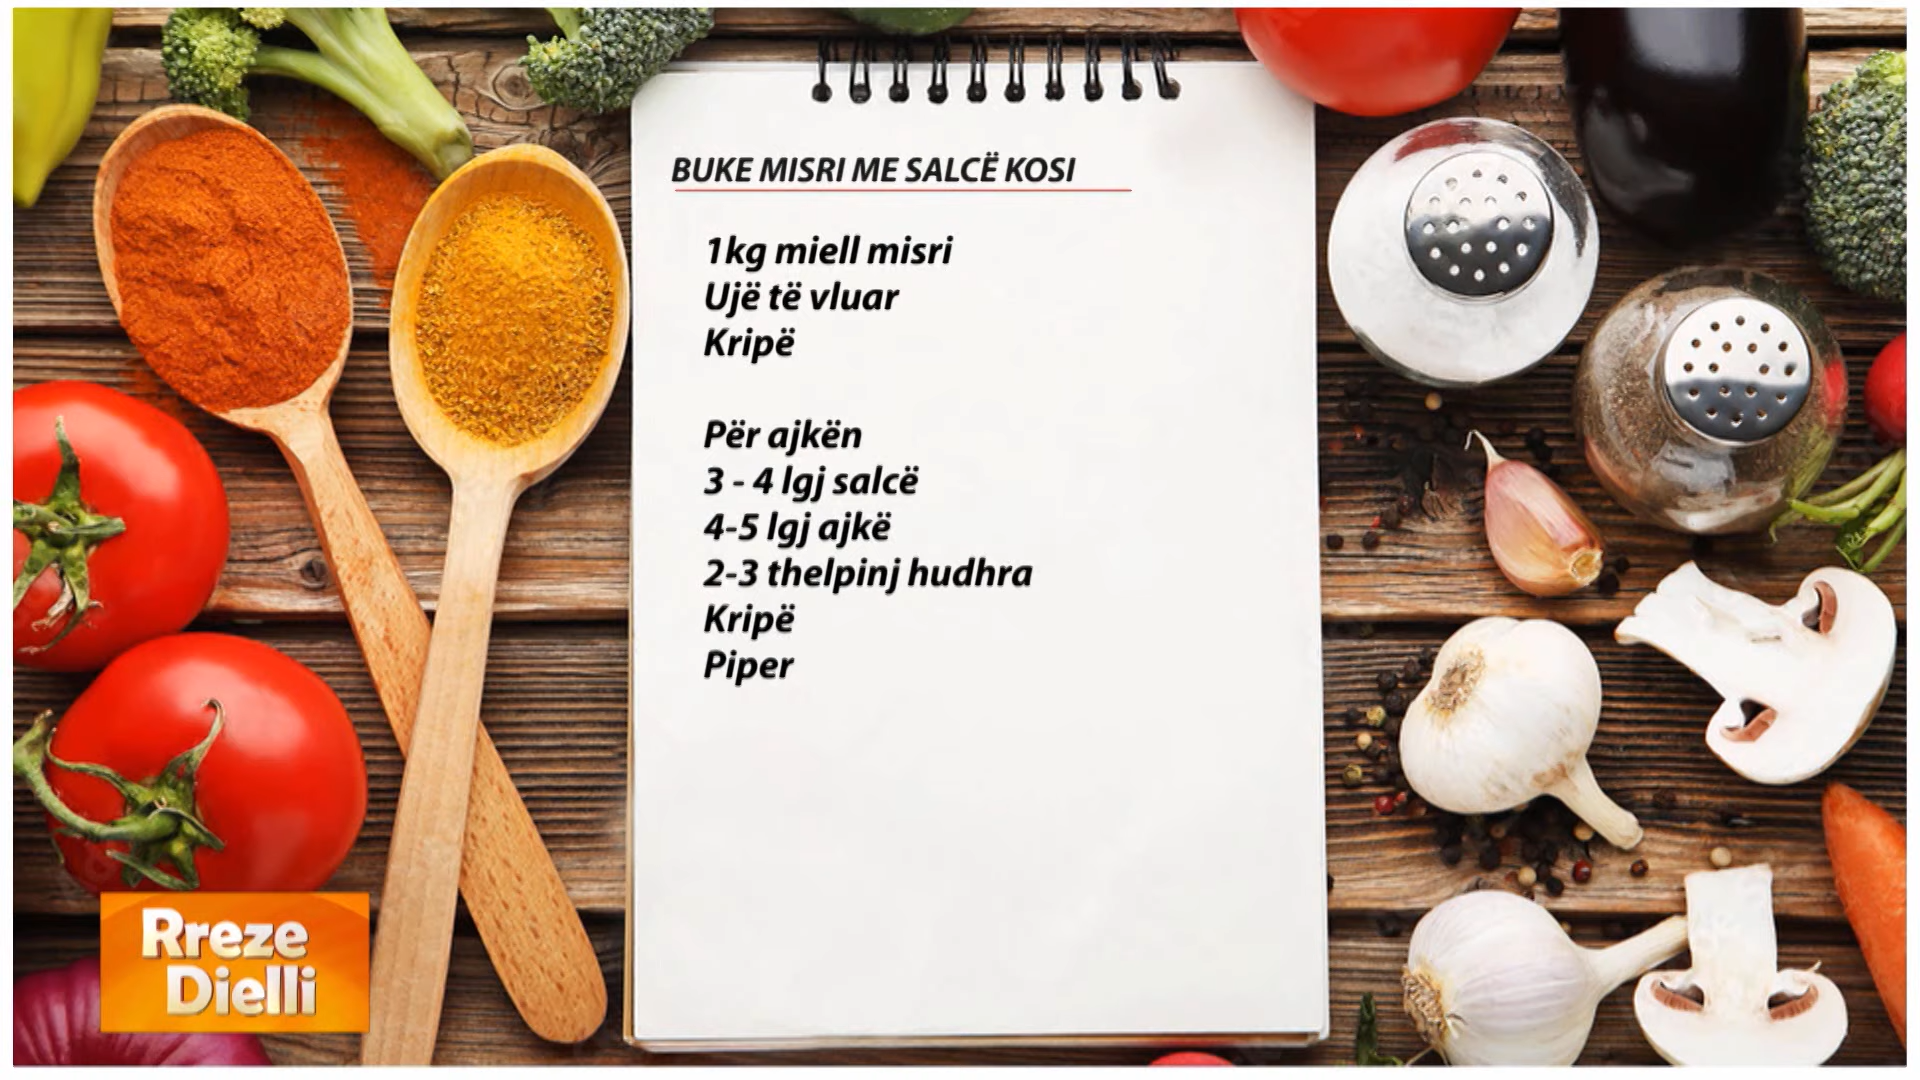 BUKE MISRI ME SALCË KOSI
1kg miell misri
Ujë të vluar
Kripë
Për ajkën
3 - 4 lgj salcë
4-5 lgj ajkë
2-3 thelpinj hudhra
Kripë
Piper
Rreze
Dielli